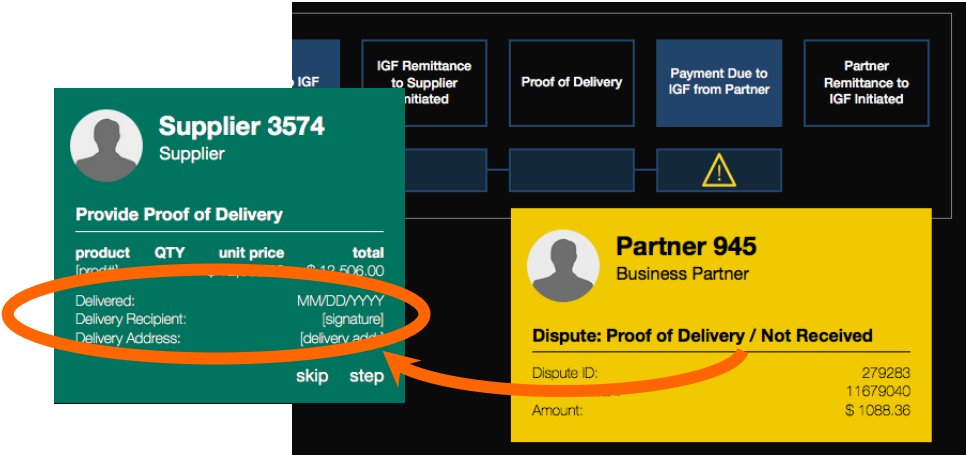 IGF
IGF Remittance
to Supplier
Initiated
Proof of Delivery
Payment Due to
IGF from Partner
Partner
Remittance to
IGF Initiated
Supplier 3574
Supplier
Provide Proof of Delivery
product QTY unit price total
[prod#] $ 12,506.00
Delivered: MM/DD/YYYY
Delivery Recipient: [signature]
Delivery Address: [delivery add.]
skip step
Partner 945
Business Partner
Dispute: Proof of Delivery / Not Received
Dispute ID: 279283
11679040
Amount: $ 1088.36